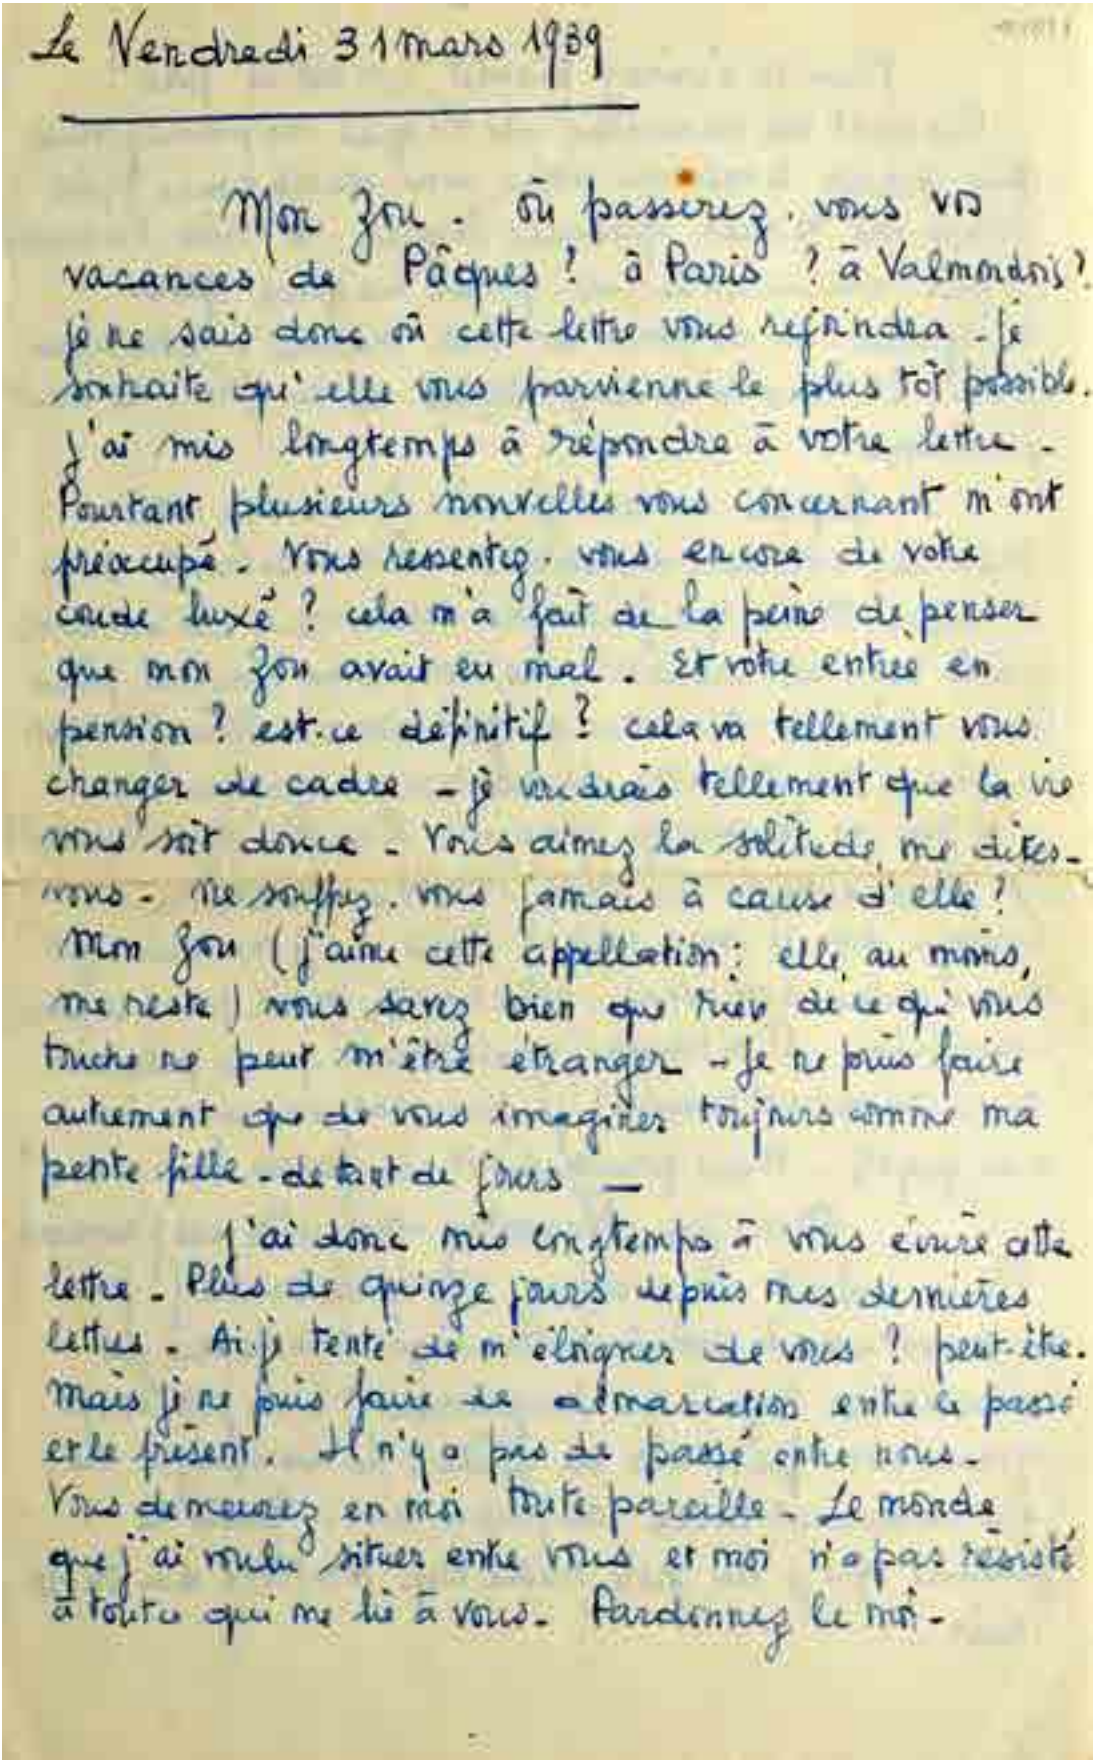 Le Vendredi 31 mars 1939
Mon Zou - où passerez-vous vos
vacances de Pâques ? à Paris ? à Valmondois ?
je ne sais donc où cette lettre vous rejoindra - je
souhaite qu'elle vous parvienne le plus tôt possible.
J'ai mis longtemps à répondre à votre lettre -
Pourtant, plusieurs nouvelles vous concernant m'ont
préoccupé. Vous ressentez-vous encore de votre
coude luxé ? cela m'a fait de la peine de penser
que mon Zou avait eu mal. Et votre entrée en
pension ? est-ce définitif ? cela va tellement vous
changer de cadre - je voudrais tellement que la vie
vous soit douce - Vous aimez la solitude, me dites-
vous - ne souffrez-vous jamais à cause d'elle ?
Mon Zou (j'aime cette appellation : elle, au moins,
me reste) vous savez bien que rien de ce qui vous
touche ne peut m'être étranger - je ne puis faire
autrement que de vous imaginer toujours comme ma
petite fille - de tant de jours —
J'ai donc mis longtemps à vous écrire cette
lettre - Plus de quinze jours depuis mes dernières
lettres - Ai-je tenté de m'éloigner de vous ? peut-être.
Mais je ne puis faire de démarcation entre le passé
et le présent. Il n'y a pas de passé entre nous -
Vous demeurez en moi toute pareille - Le monde
que j'ai voulu situer entre vous et moi n'a pas résisté
à tout ce qui me lie à vous - Pardonnez le moi -